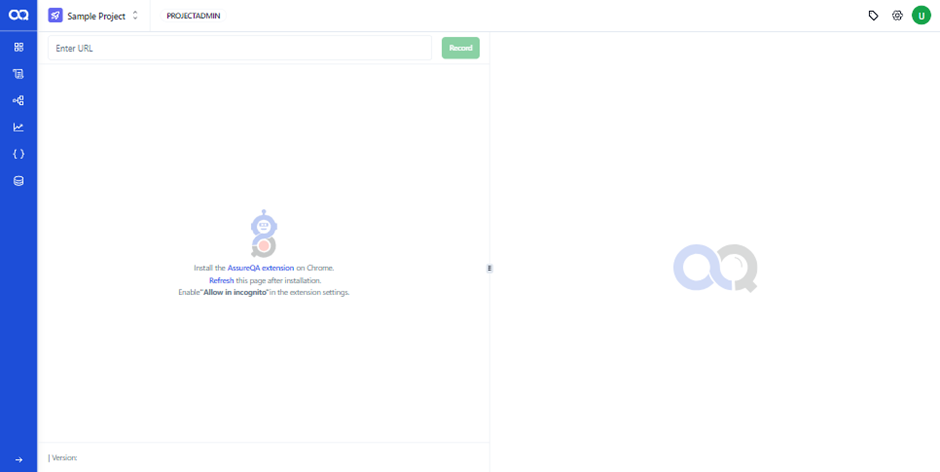 Sample Project
PROJECTADMIN
U
Enter URL
Record
Install the AssureQA extension on Chrome.
Refresh this page after installation.
Enable"Allow in incognito"in the extension settings.
| Version: